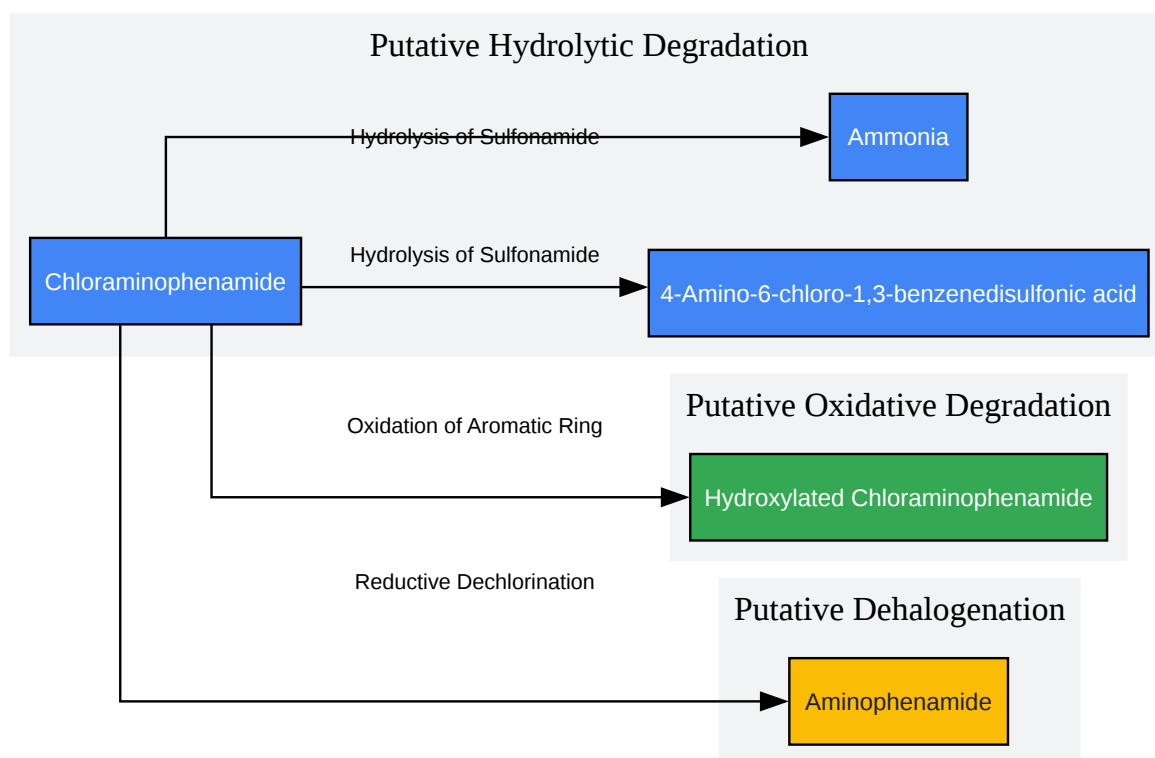 Putative Hydrolytic Degradation
Hydrolysis of Sulfonamide
Ammonia
Chloraminophenamide
Hydrolysis of Sulfonamide
4-Amino-6-chloro-1,3-benzenedisulfonic acid
Oxidation of Aromatic Ring
Putative Oxidative Degradation
Hydroxylated Chloraminophenamide
Reductive Dechlorination
Putative Dehalogenation
Aminophenamide